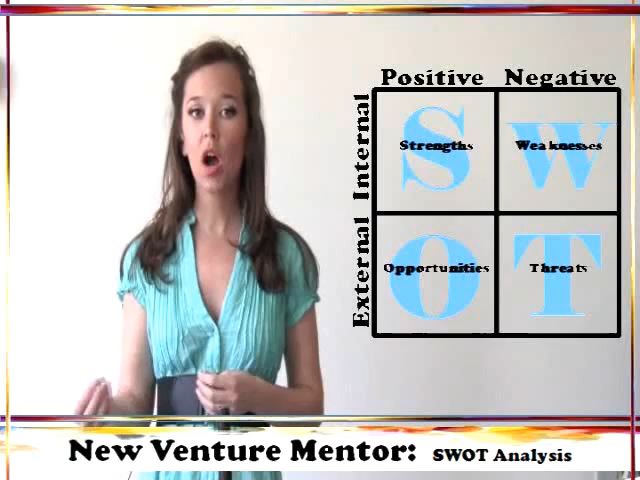 Positive Negative
Internal
S W
Strengths Weaknesses
External
O T
Opportunities Threats
New Venture Mentor: SWOT Analysis